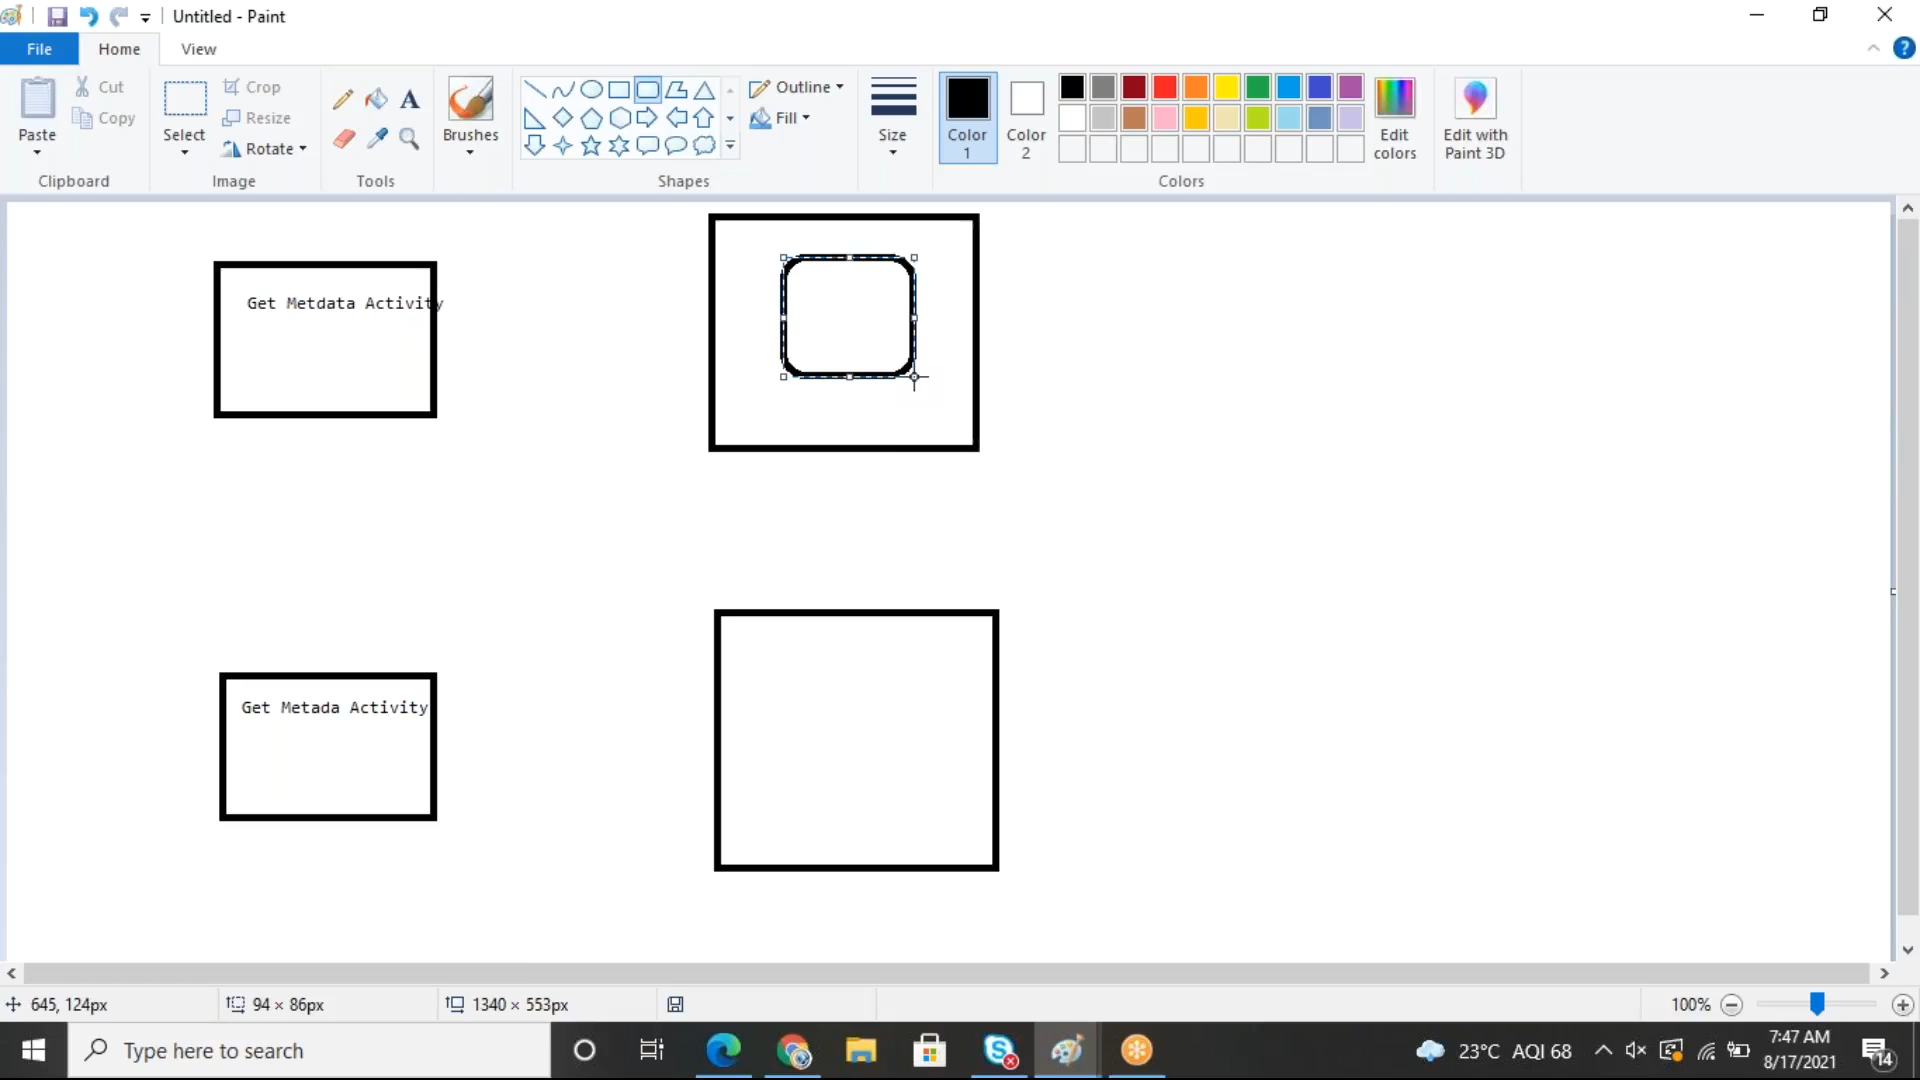 Untitled - Paint
File
Home
View
Paste
Cut
Copy
Clipboard
Select
Crop
Resize
Rotate
Image
Tools
Brushes
Outline
Fill
Shapes
Size
Color
1
Color
2
Edit
colors
Colors
Edit with
Paint 3D
Get Metdata Activity
Get Metada Activity
645, 124px
94 × 86px
1340 × 553px
100%
Type here to search
23°C AQI 68
7:47 AM
8/17/2021
14